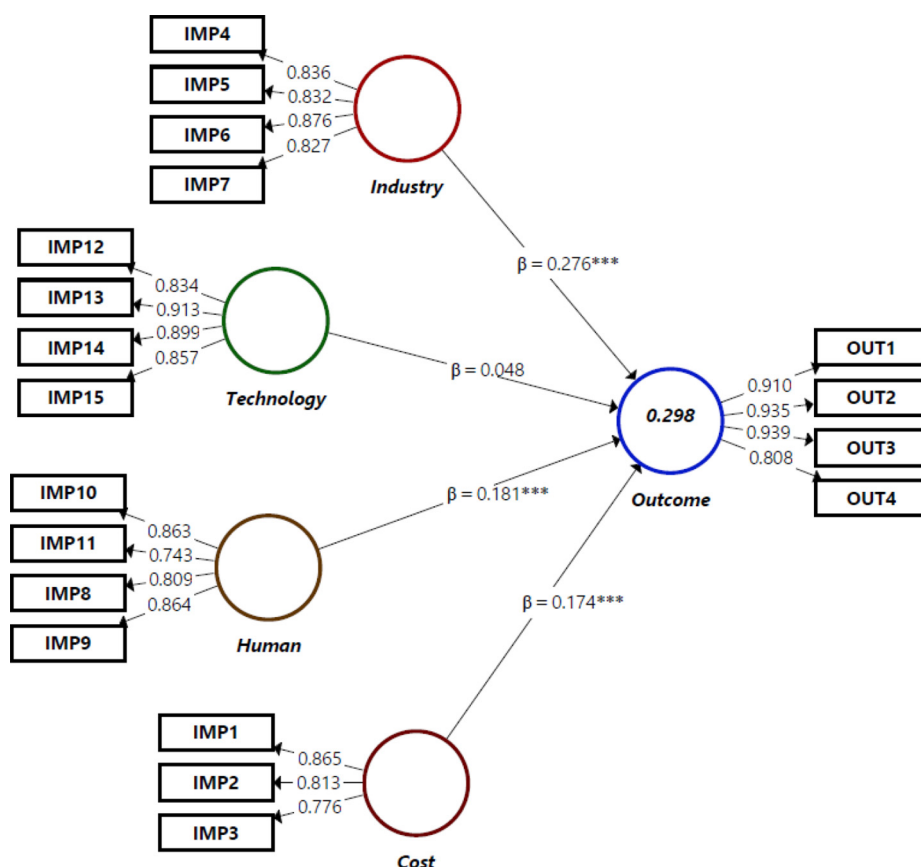 IMP4
0.836
IMP5
0.832
IMP6
0.876
IMP7
0.827
Industry
β = 0.276***
IMP12
0.834
IMP13
0.913
IMP14
0.899
IMP15
0.857
Technology
β = 0.048
IMP10
0.863
IMP11
0.743
IMP8
0.809
IMP9
0.864
Human
β = 0.181***
IMP1
0.865
IMP2
0.813
IMP3
0.776
Cost
β = 0.174***
0.298
Outcome
OUT1
0.910
OUT2
0.935
OUT3
0.939
OUT4
0.808